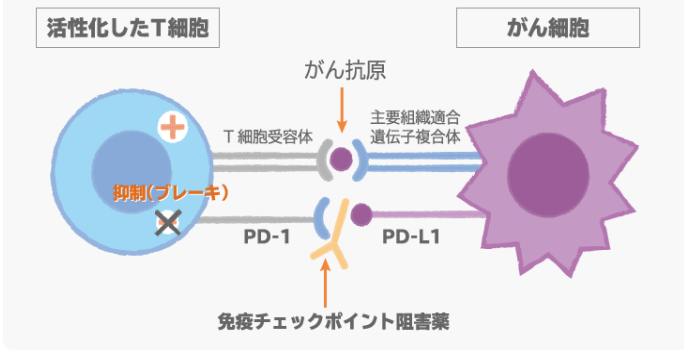 活性化したT細胞
がん細胞
がん抗原
T細胞受容体
主要組織適合
遺伝子複合体
抑制(ブレーキ)
PD-1
PD-L1
免疫チェックポイント阻害薬